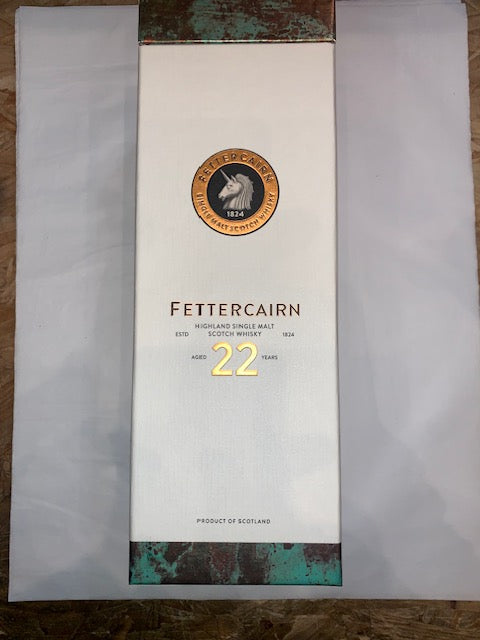 FETTERCAIRN
1824
SINGLE MALT SCOTCH WHISKY
FETTERCAIRN
HIGHLAND SINGLE MALT
ESTD SCOTCH WHISKY 1824
AGED 22 YEARS
PRODUCT OF SCOTLAND